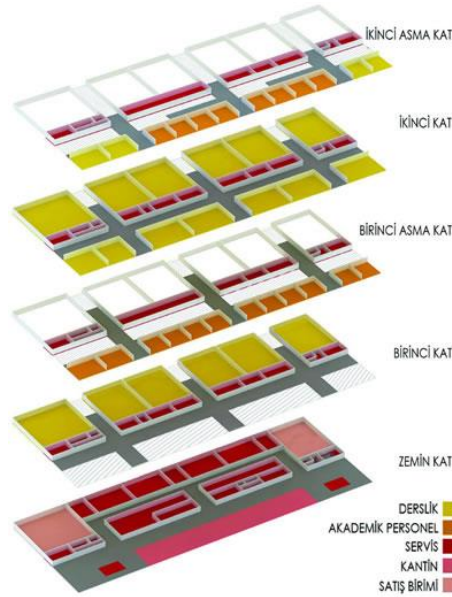 İKİNCİ ASMA KAT
İKİNCİ KAT
BİRİNCİ ASMA KAT
BİRİNCİ KAT
ZEMİN KAT
DERSLİK
AKADEMİK PERSONEL
SERVİS
KANTİN
SATIŞ BİRİMİ